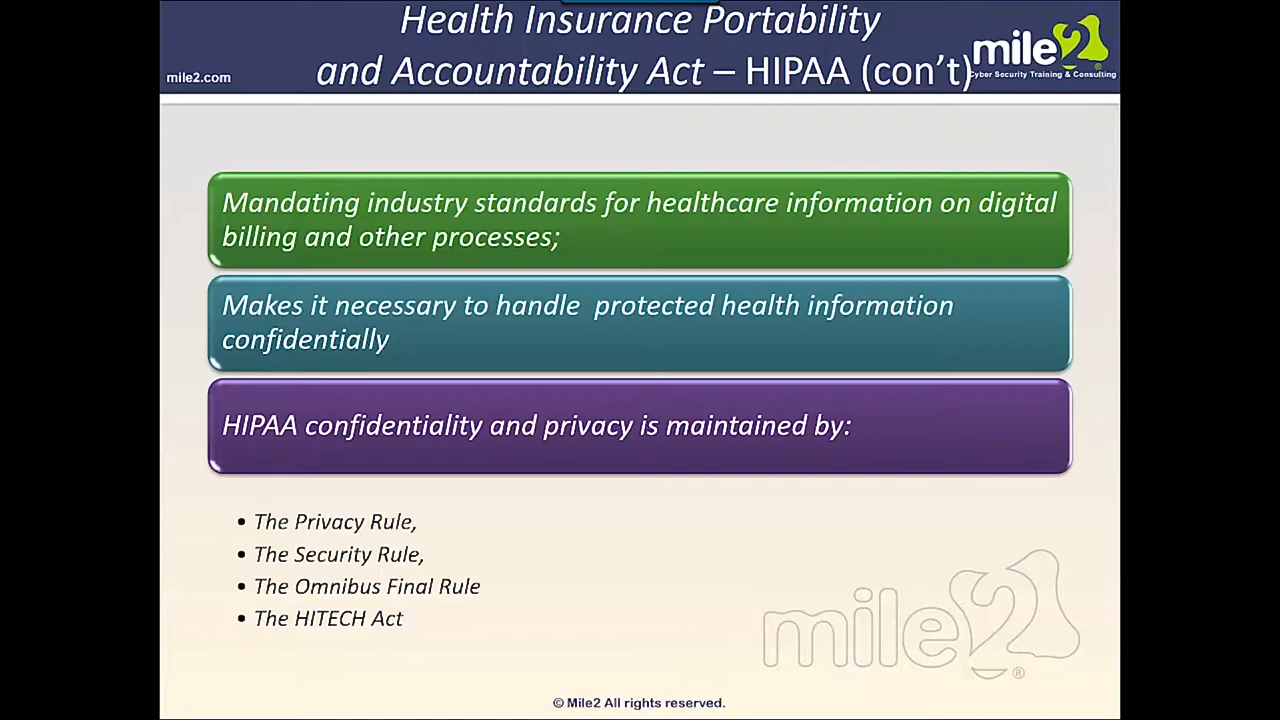 Health Insurance Portability
and Accountability Act – HIPAA (con’t)
mile2.com
mile2
Cyber Security Training & Consulting
Mandating industry standards for healthcare information on digital
billing and other processes;
Makes it necessary to handle  protected health information
confidentially
HIPAA confidentiality and privacy is maintained by:
• The Privacy Rule,
• The Security Rule,
• The Omnibus Final Rule
• The HITECH Act
mile2®
© Mile2 All rights reserved.